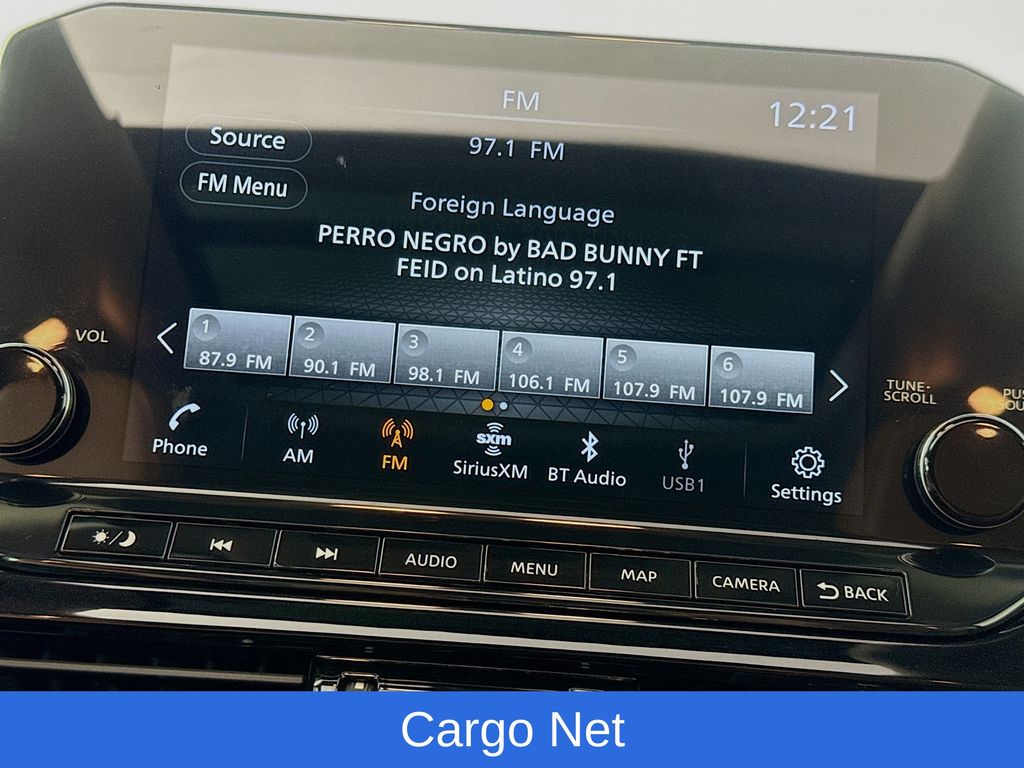 FM
12:21
Source
97.1 FM
FM Menu
Foreign Language
PERRO NEGRO by BAD BUNNY FT
FEID on Latino 97.1
VOL
1
87.9 FM
2
90.1 FM
3
98.1 FM
4
106.1 FM
5
107.9 FM
6
107.9 FM
TUNE-
SCROLL
Phone
AM
FM
sxm
SiriusXM
BT Audio
USB1
Settings
AUDIO
MENU
MAP
CAMERA
BACK
Cargo Net